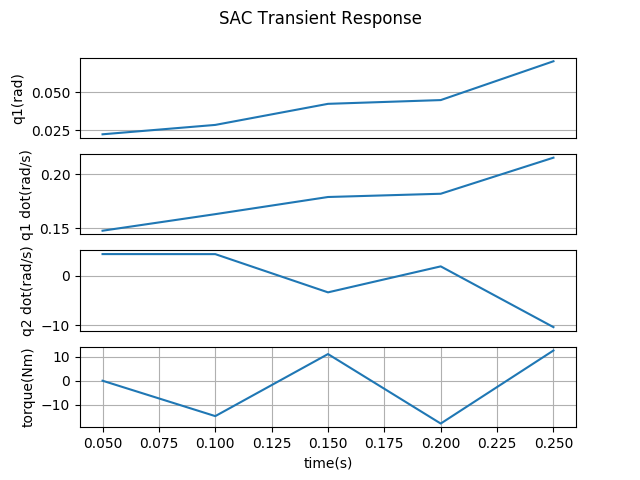 SAC Transient Response
q1(rad)
0.050
0.025
q1 dot(rad/s)
0.20
0.15
q2 dot(rad/s)
0
−10
torque(Nm)
10
0
−10
0.050 0.075 0.100 0.125 0.150 0.175 0.200 0.225 0.250
time(s)